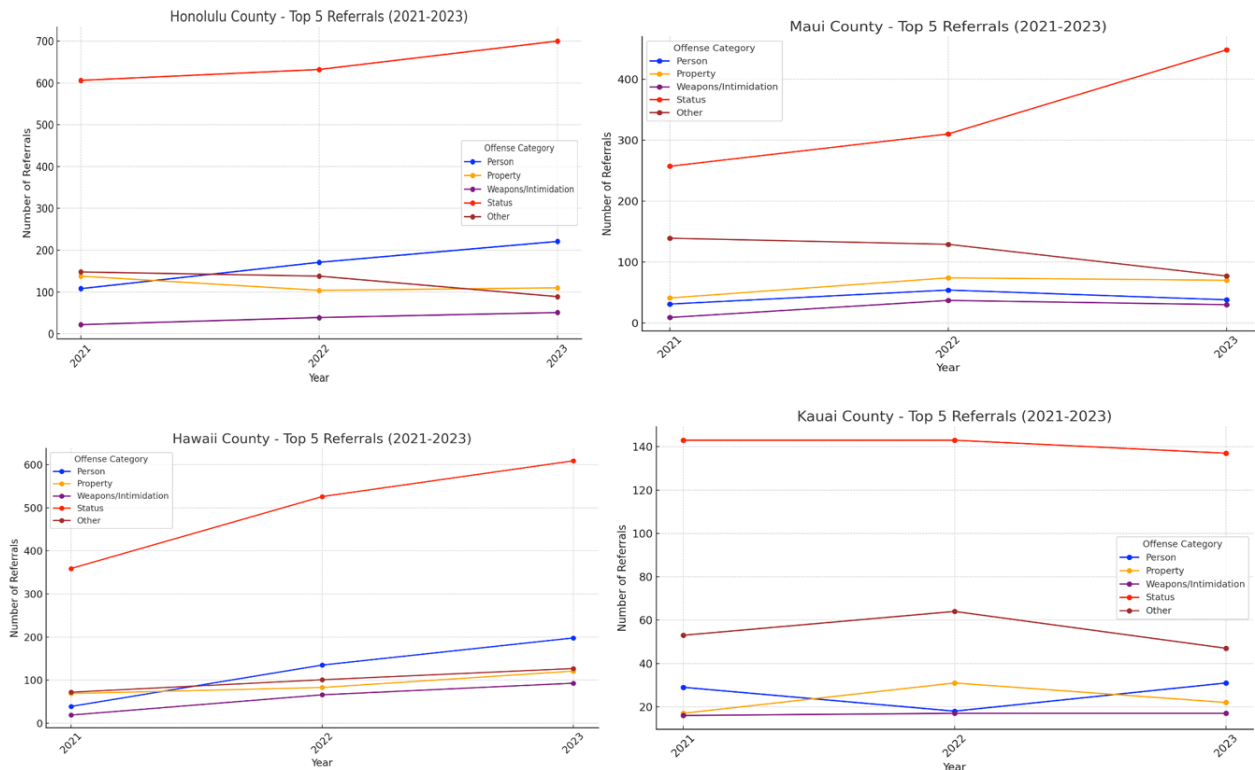 Honolulu County - Top 5 Referrals (2021-2023)
700
600
500
400
300
200
100
0
Number of Referrals
Offense Category
Person
Property
Weapons/Intimidation
Status
Other
2021
2022
2023
Year
Maui County - Top 5 Referrals (2021-2023)
Offense Category
Person
Property
Weapons/Intimidation
Status
Other
400
300
200
100
0
Number of Referrals
2021
2022
2023
Year
Hawaii County - Top 5 Referrals (2021-2023)
Offense Category
Person
Property
Weapons/Intimidation
Status
Other
600
500
400
300
200
100
0
Number of Referrals
2021
2022
2023
Year
Kauai County - Top 5 Referrals (2021-2023)
140
120
100
80
60
40
20
Number of Referrals
Offense Category
Person
Property
Weapons/Intimidation
Status
Other
2021
2022
2023
Year